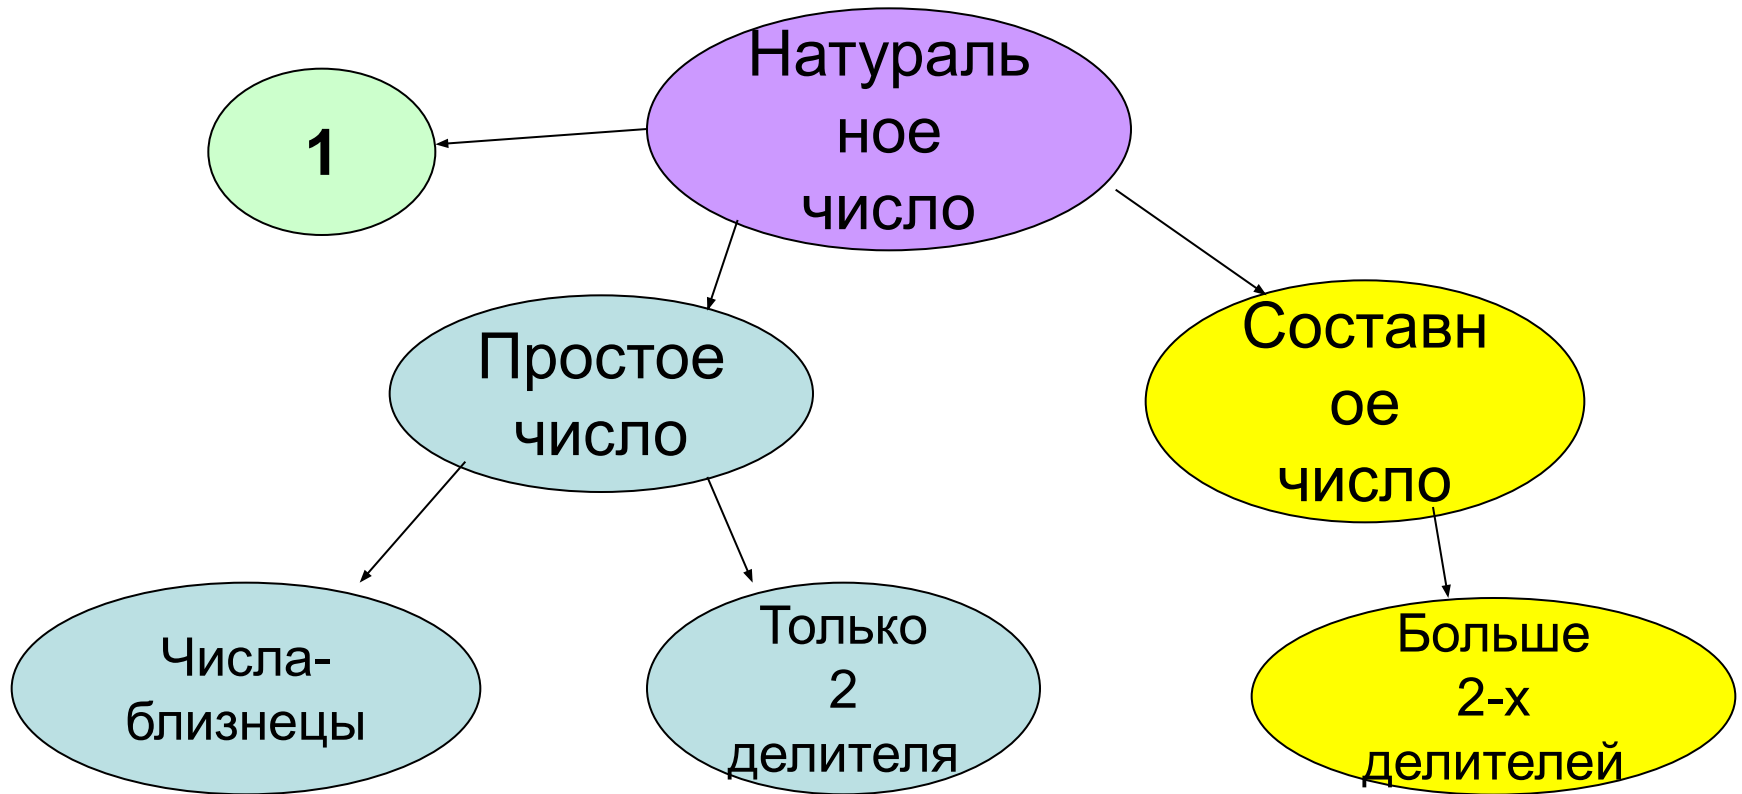 Натураль
ное
число
1
Простое
число
Составн
ое
число
Числа-
близнецы
Только
2
делителя
Больше
2-х
делителей